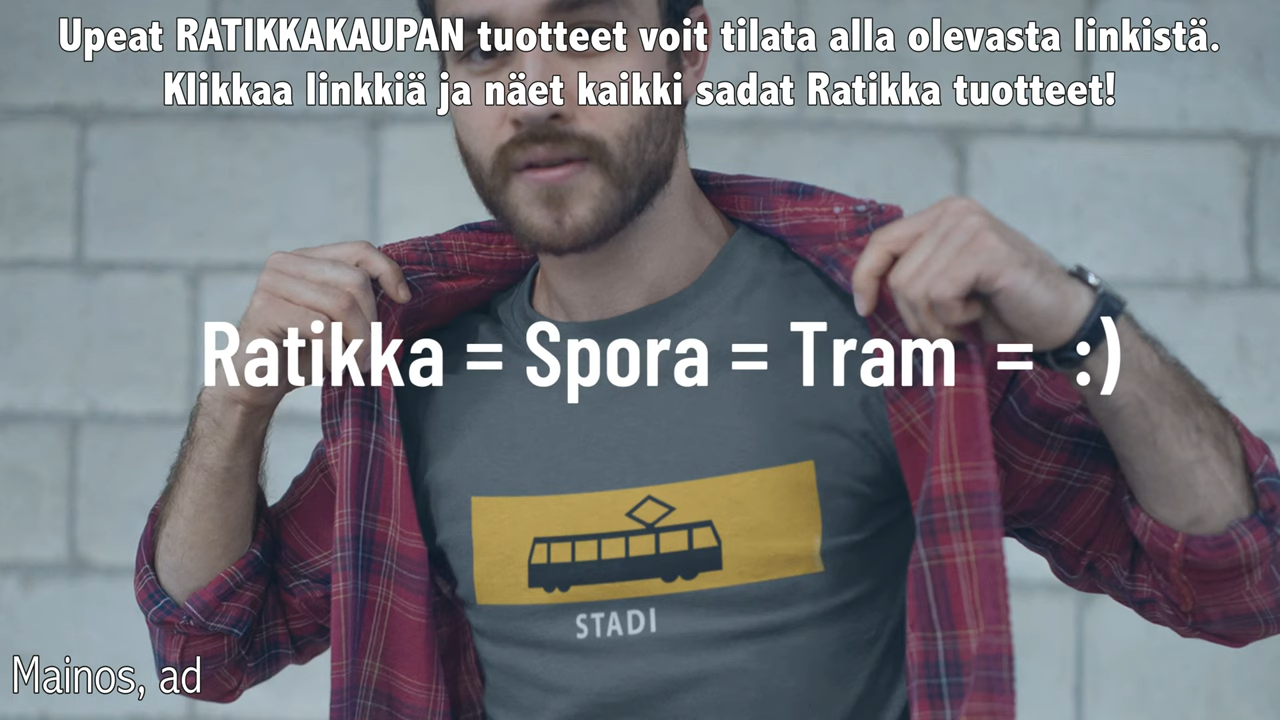 Upeat RATIKKAKAUPAN tuotteet voit tilata alla olevasta linkistä.
Klikkaa linkkiä ja näet kaikki sadat Ratikka tuotteet!
Ratikka = Spora = Tram = :)
STADI
Mainos, ad